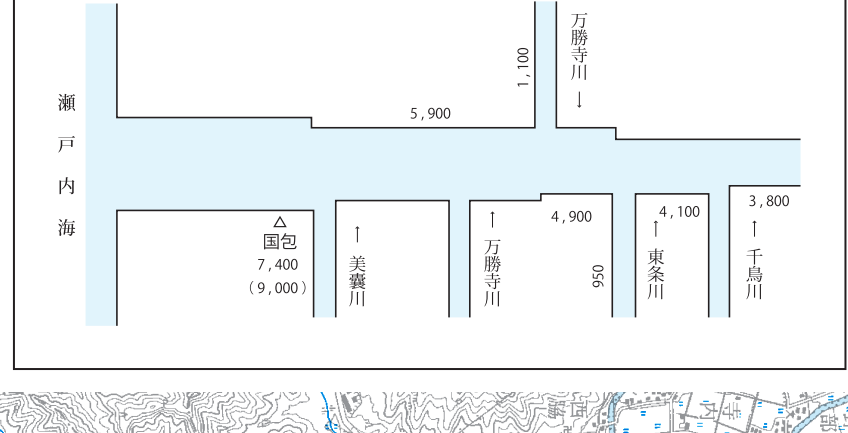 瀬戸内海
5,900
1,100
万勝寺川
↓
△
国包
7,400
(9,000)
↑
美嚢川
↑
万勝寺川
4,900
950
4,100
↑
東条川
3,800
↑
千鳥川